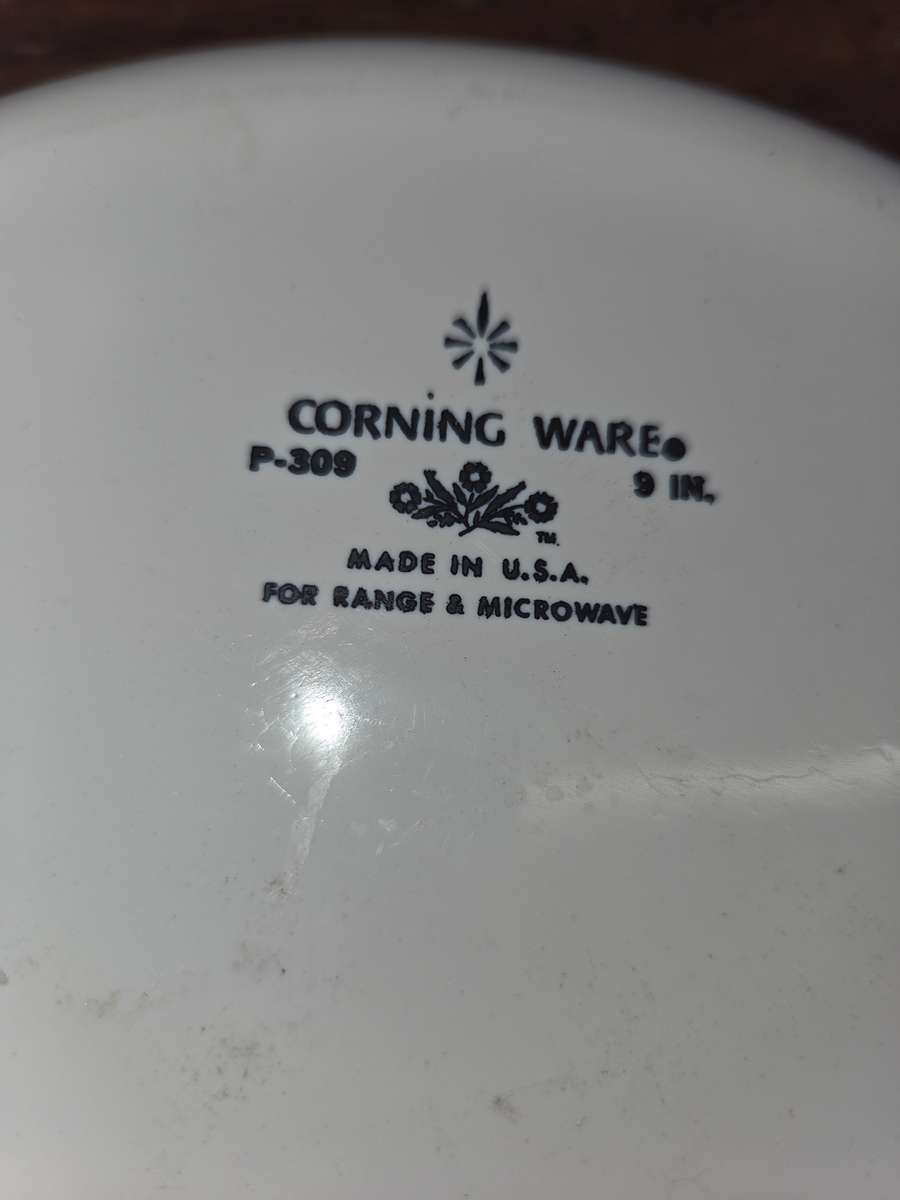 CORNING WARE®
P-309 9 IN.
TM.
MADE IN U.S.A.
FOR RANGE & MICROWAVE